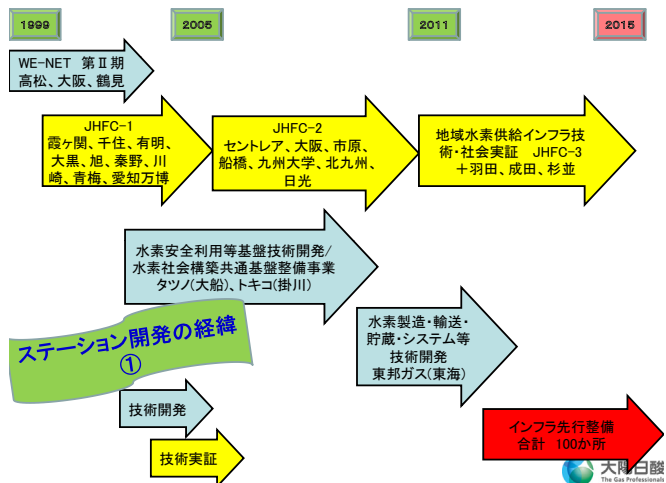 1999
2005
2011
2015
WE-NET 第Ⅱ期
高松、大阪、鶴見
JHFC-1
霞ヶ関、千住、有明、
大黒、旭、秦野、川
崎、青梅、愛知万博
JHFC-2
セントレア、大阪、市原、
船橋、九州大学、北九州、
日光
地域水素供給インフラ技
術・社会実証 JHFC-3
+羽田、成田、杉並
水素安全利用等基盤技術開発/
水素社会構築共通基盤整備事業
タツノ(大船)、トキコ(掛川)
ステーション開発の経緯
①
水素製造・輸送・
貯蔵・システム等
技術開発
東邦ガス(東海)
技術開発
技術実証
インフラ先行整備
合計 100か所
大陽日酸
The Gas Professionals